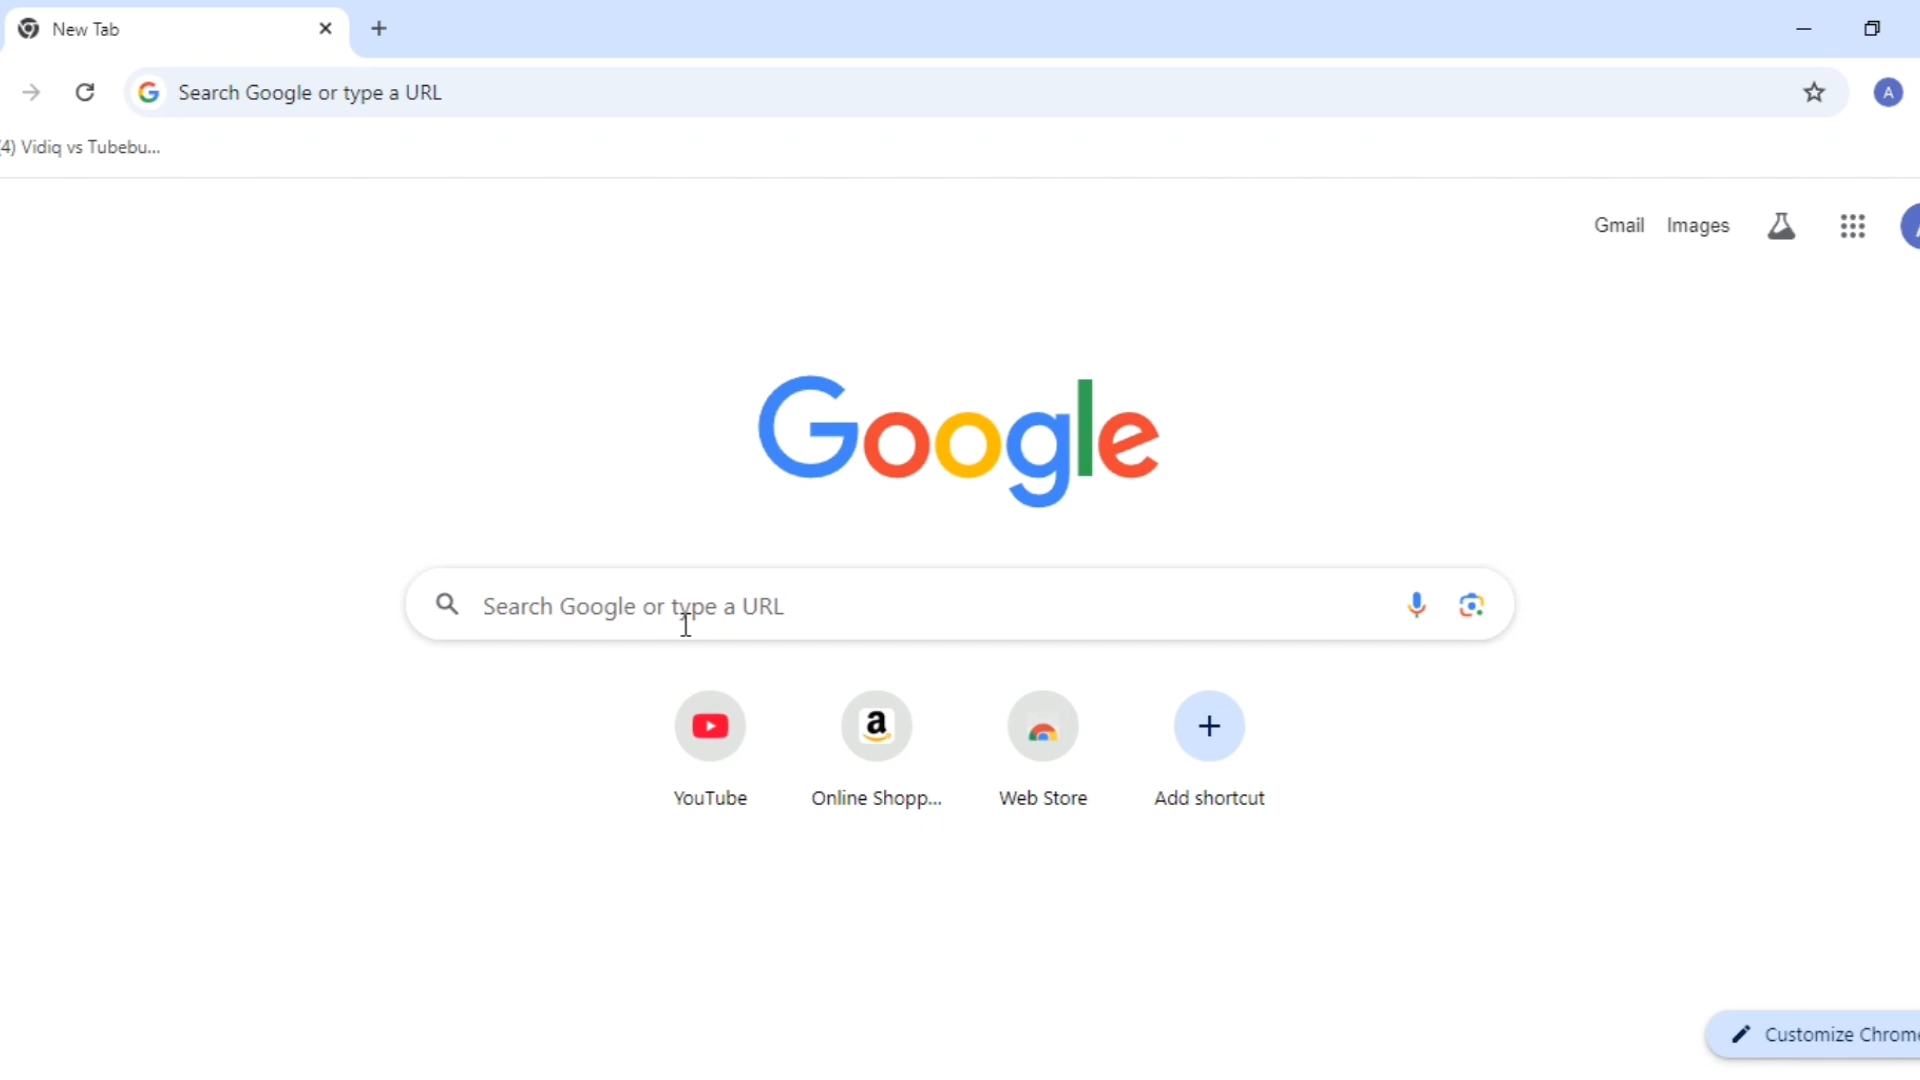 New Tab
Search Google or type a URL
A
4) Vidiq vs Tubebu...
Gmail Images
Google
Search Google or type a URL
YouTube
Online Shopp...
Web Store
Add shortcut
Customize Chrome